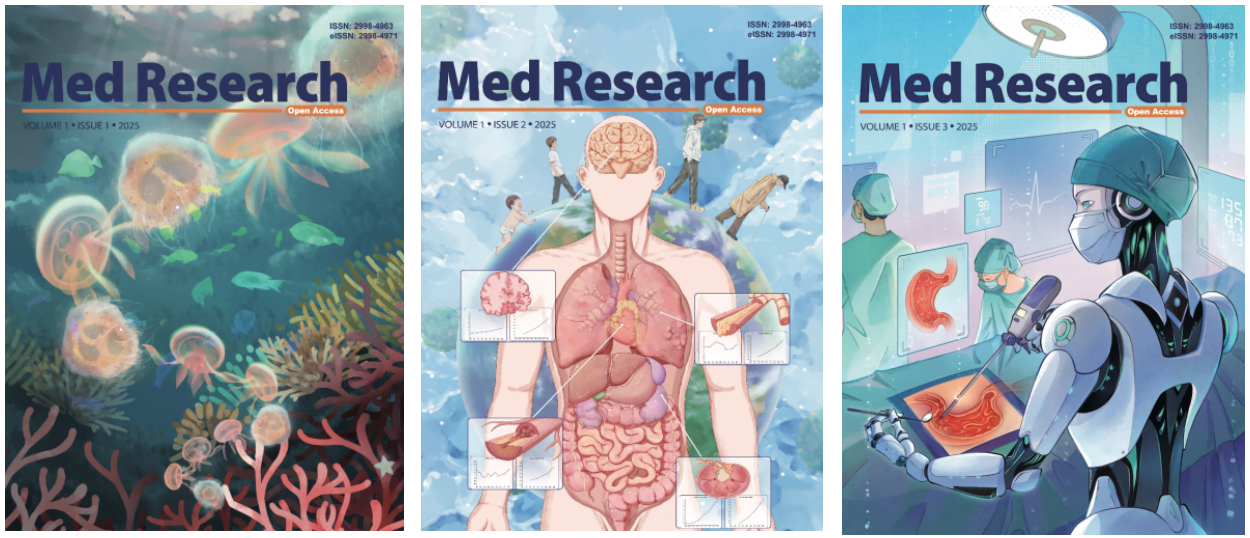 ISSN: 2998-4963
eISSN: 2998-4971
Med Research
Open Access
VOLUME 1 • ISSUE 1 • 2025
ISSN: 2998-4963
eISSN: 2998-4971
Med Research
Open Access
VOLUME 1 • ISSUE 2 • 2025
ISSN: 2998-4963
eISSN: 2998-4971
Med Research
Open Access
VOLUME 1 • ISSUE 3 • 2025
98